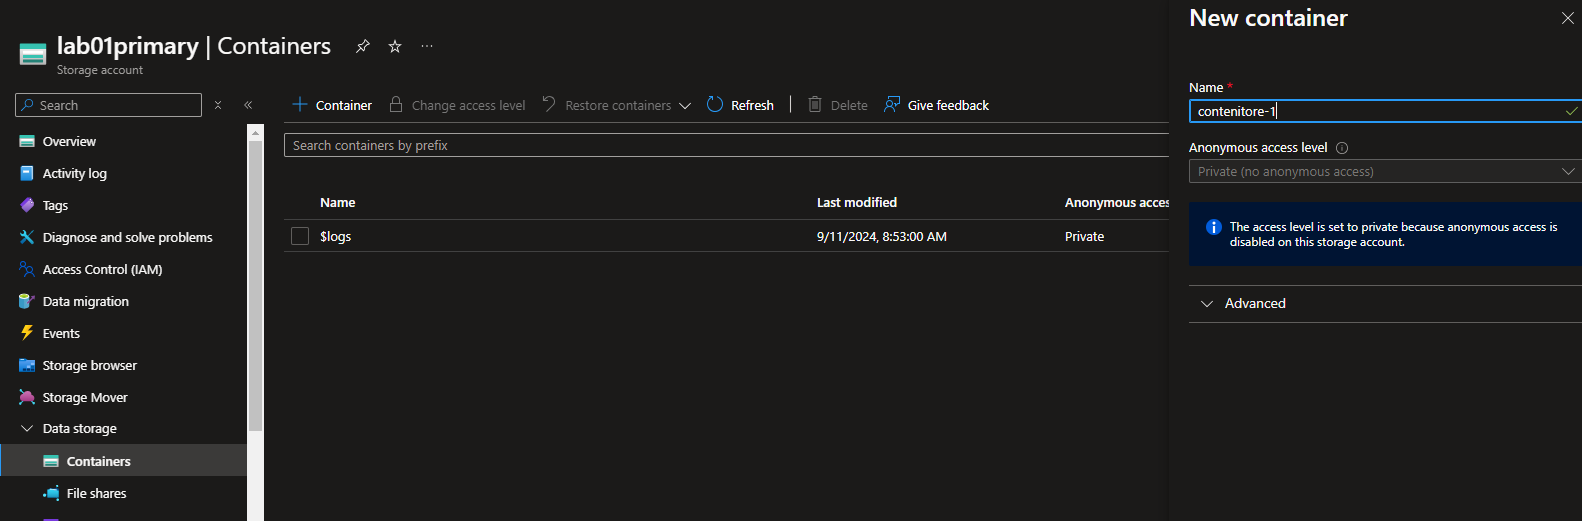 lab01primary | Containers
Storage account
Search
Overview
Activity log
Tags
Diagnose and solve problems
Access Control (IAM)
Data migration
Events
Storage browser
Storage Mover
Data storage
Containers
File shares
Container
Change access level
Restore containers
Refresh
Delete
Give feedback
Search containers by prefix
Name Last modified Anonymous acce
$logs 9/11/2024, 8:53:00 AM Private
New container
Name *
contenitore-1
Anonymous access level
Private (no anonymous access)
The access level is set to private because anonymous access is
disabled on this storage account.
Advanced